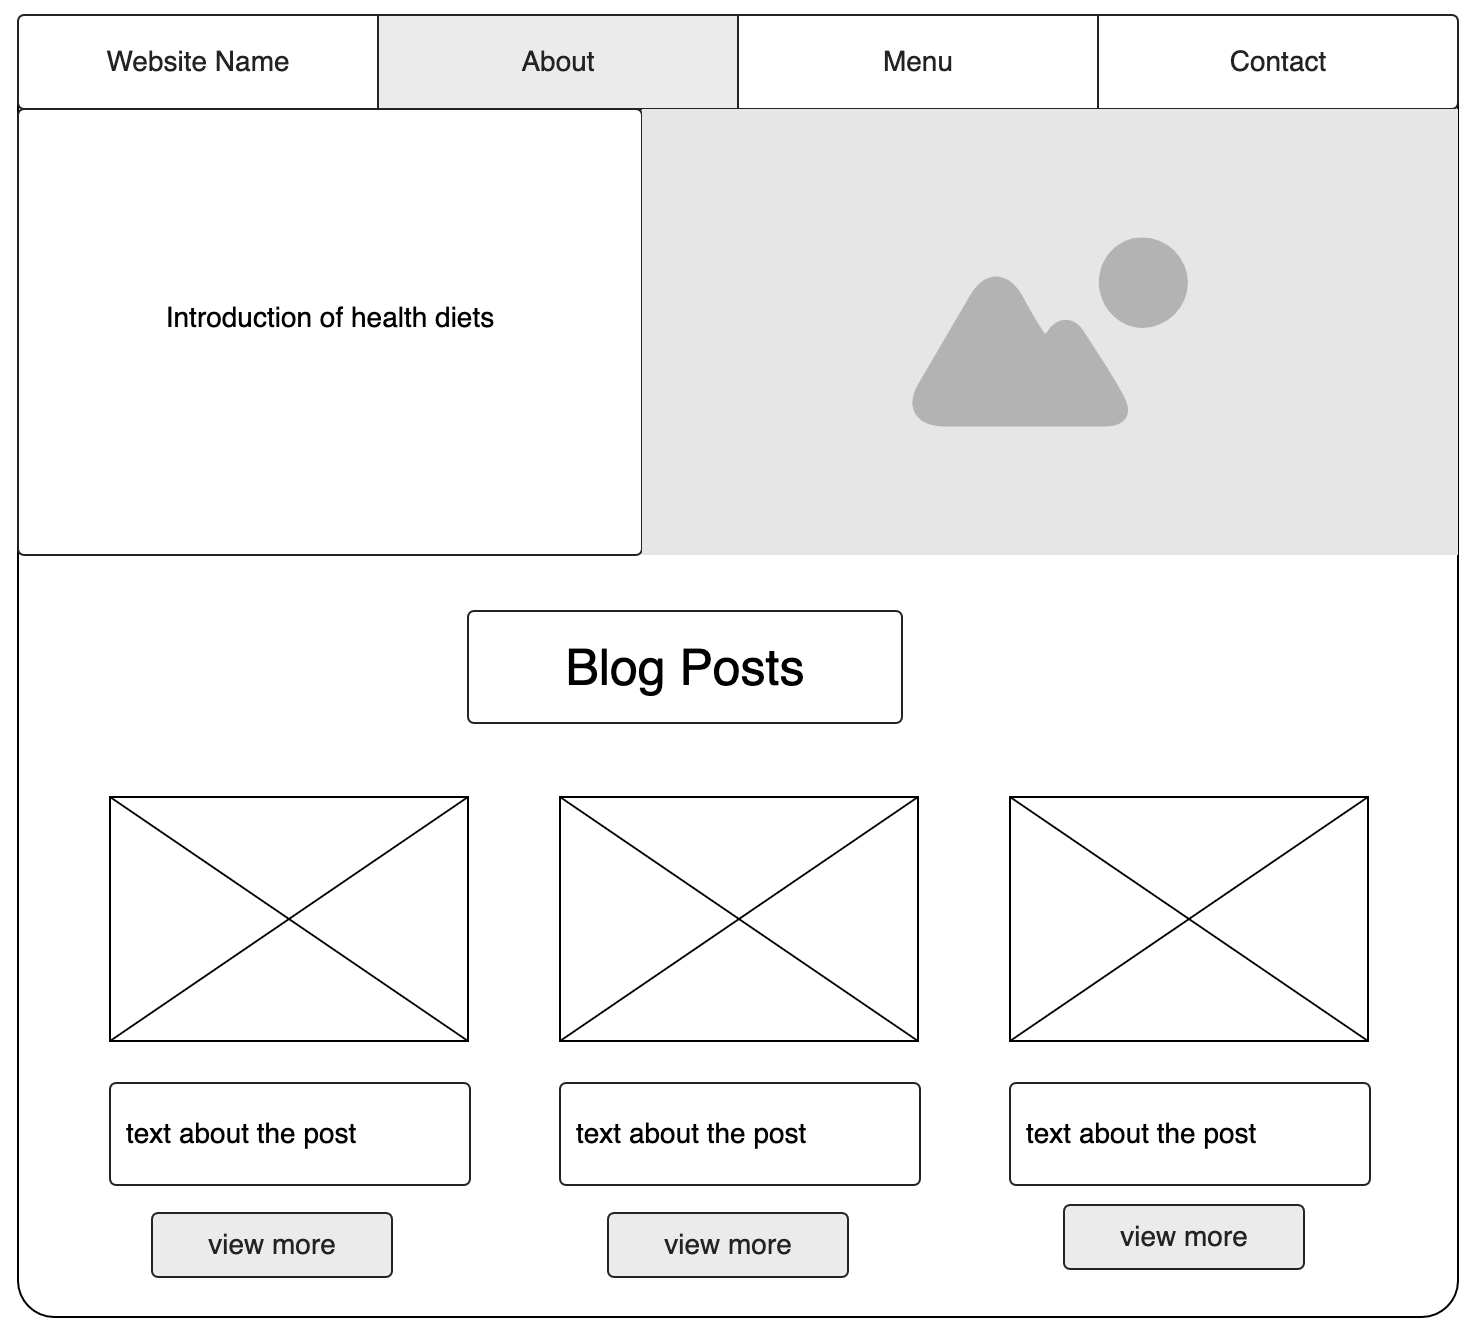 Website Name
About
Menu
Contact
Introduction of health diets
Blog Posts
text about the post
text about the post
text about the post
view more
view more
view more